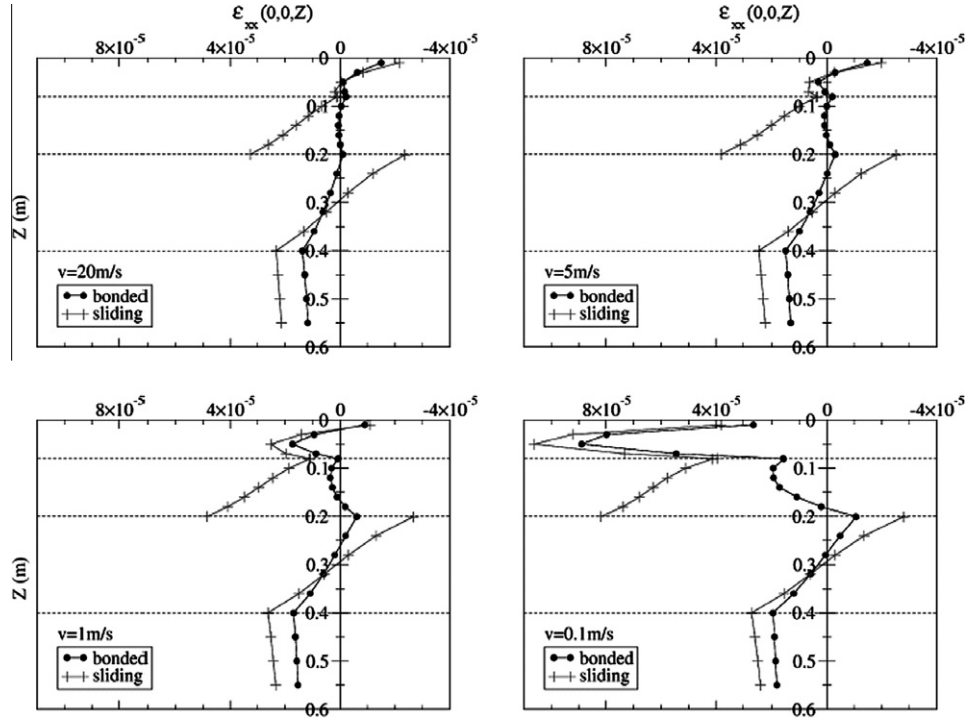 ε_xx(0,0,Z) ε_xx(0,0,Z)
8×10⁻⁵ 4×10⁻⁵ 0 -4×10⁻⁵ 8×10⁻⁵ 4×10⁻⁵ 0 -4×10⁻⁵
0 0
0.1 0.1
0.2 0.2
Z (m)
0.3 0.3
0.4 0.4
v=20m/s v=5m/s
bonded bonded
0.5 0.5
sliding sliding
0.6 0.6
8×10⁻⁵ 4×10⁻⁵ 0 -4×10⁻⁵ 8×10⁻⁵ 4×10⁻⁵ 0 -4×10⁻⁵
0 0
0.1 0.1
0.2 0.2
Z (m)
0.3 0.3
0.4 0.4
v=1m/s v=0.1m/s
bonded bonded
0.5 0.5
sliding sliding
0.6 0.6